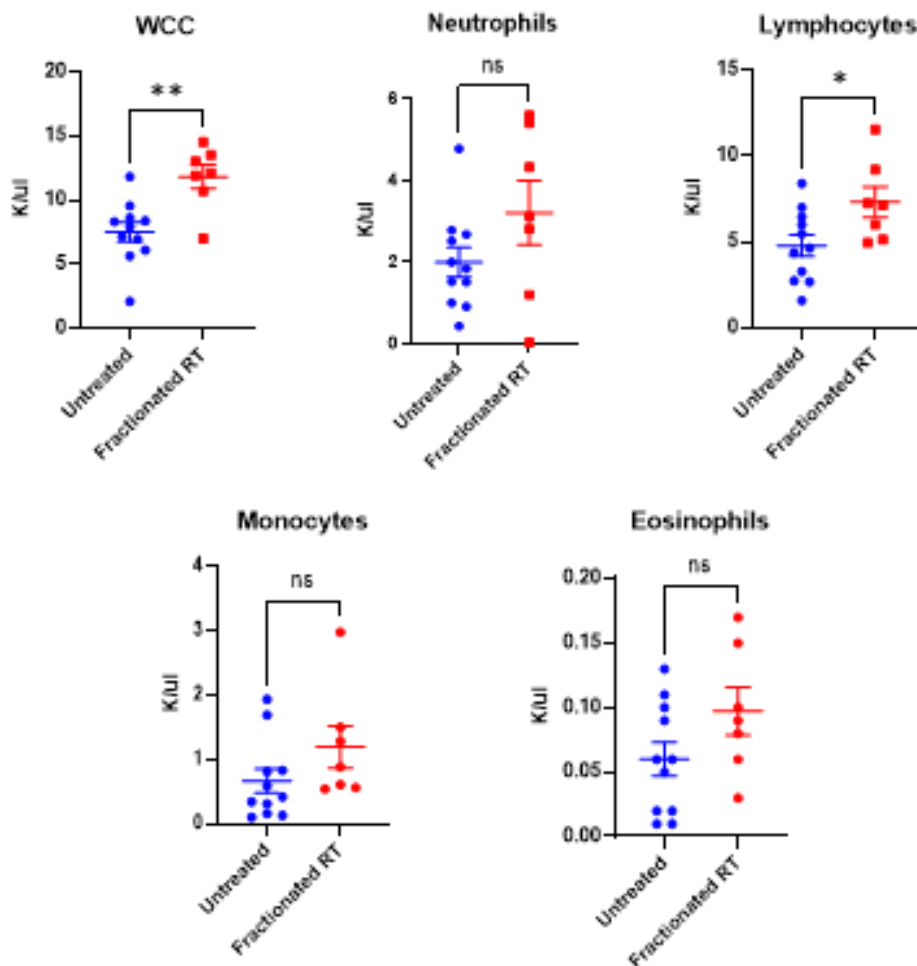 WCC
20
15
10
5
0
K/ul
**
Untreated
Fractionated RT
Neutrophils
6
4
2
0
K/ul
ns
Untreated
Fractionated RT
Lymphocytes
15
10
5
0
K/ul
*
Untreated
Fractionated RT
Monocytes
4
3
2
1
0
K/ul
ns
Untreated
Fractionated RT
Eosinophils
0.20
0.15
0.10
0.05
0.00
K/ul
ns
Untreated
Fractionated RT